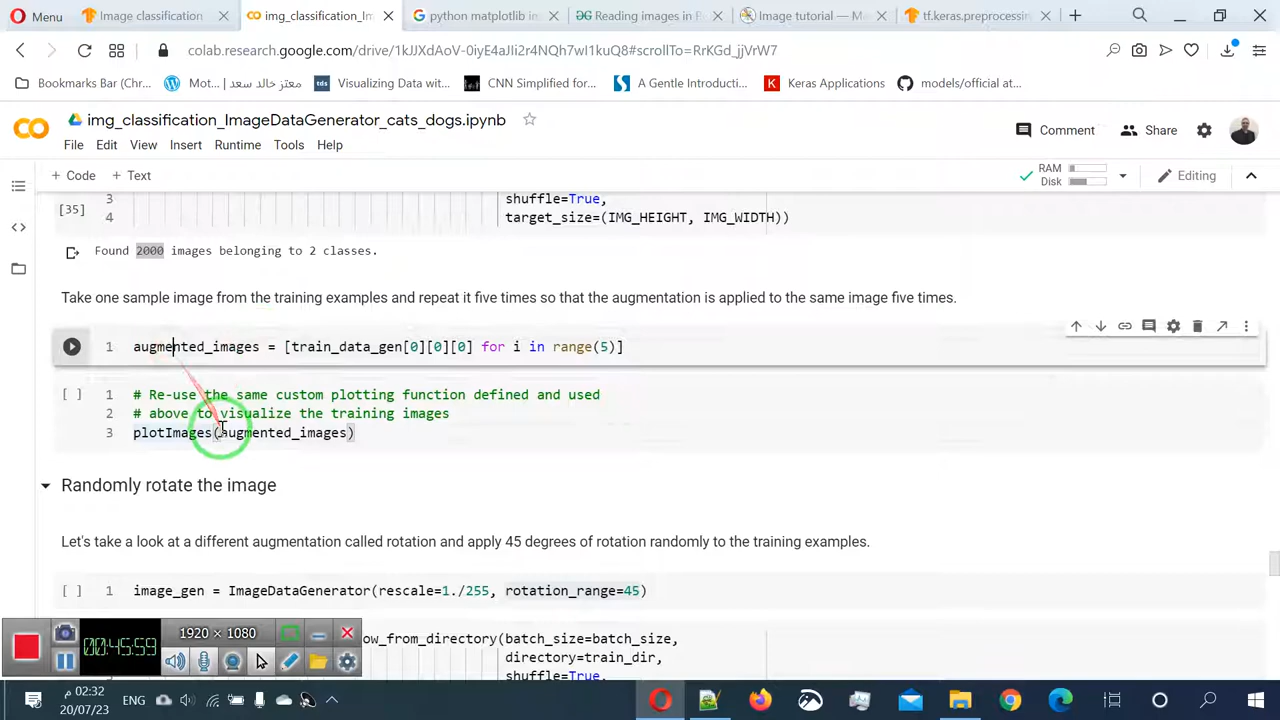 Menu
Image classification
img_classification_Im
python matplotlib in
Reading images in
Image tutorial — M
tf.keras.preprocessin
colab.research.google.com/drive/1kJJXdAoV-0iyE4aJIi2r4NQh7wI1kuQ8#scrollTo=RrKGd_jjVrW7
Bookmarks Bar (Chr...
Mot... | معتز خالد سعد
Visualizing Data wit...
CNN Simplified for...
A Gentle Introducti...
Keras Applications
models/official at...
img_classification_ImageDataGenerator_cats_dogs.ipynb
Comment
Share
File Edit View Insert Runtime Tools Help
+ Code + Text
RAM
Disk
Editing
3 shuffle=True,
[35] 4 target_size=(IMG_HEIGHT, IMG_WIDTH))
Found 2000 images belonging to 2 classes.
Take one sample image from the training examples and repeat it five times so that the augmentation is applied to the same image five times.
1 augmented_images = [train_data_gen[0][0][0] for i in range(5)]
[ ] 1 # Re-use the same custom plotting function defined and used
2 # above to visualize the training images
3 plotImages(augmented_images)
Randomly rotate the image
Let's take a look at a different augmentation called rotation and apply 45 degrees of rotation randomly to the training examples.
[ ] 1 image_gen = ImageDataGenerator(rescale=1./255, rotation_range=45)
ow_from_directory(batch_size=batch_size,
directory=train_dir,
shuffle=True,
00:45:59
1920 × 1080
02:32 م
20/07/23